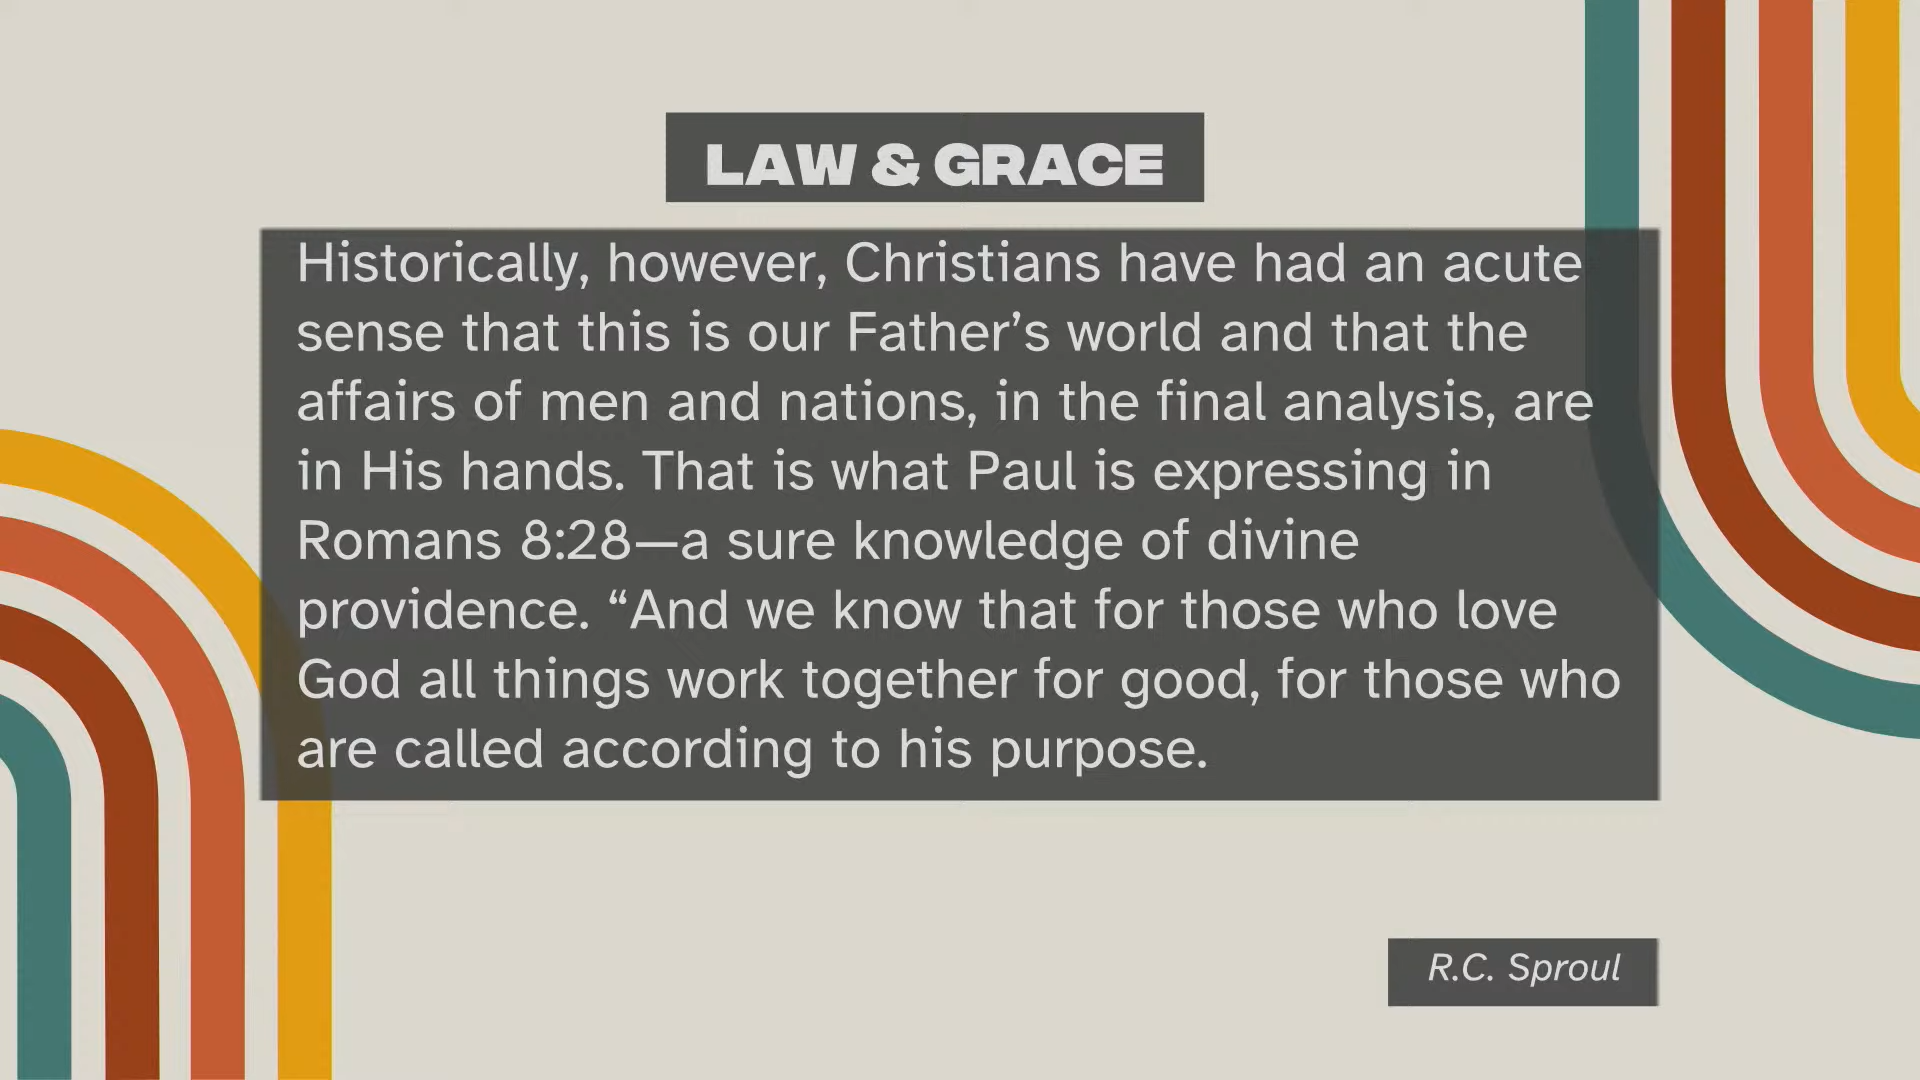 LAW & GRACE
Historically, however, Christians have had an acute
sense that this is our Father’s world and that the
affairs of men and nations, in the final analysis, are
in His hands. That is what Paul is expressing in
Romans 8:28—a sure knowledge of divine
providence. “And we know that for those who love
God all things work together for good, for those who
are called according to his purpose.
R.C. Sproul